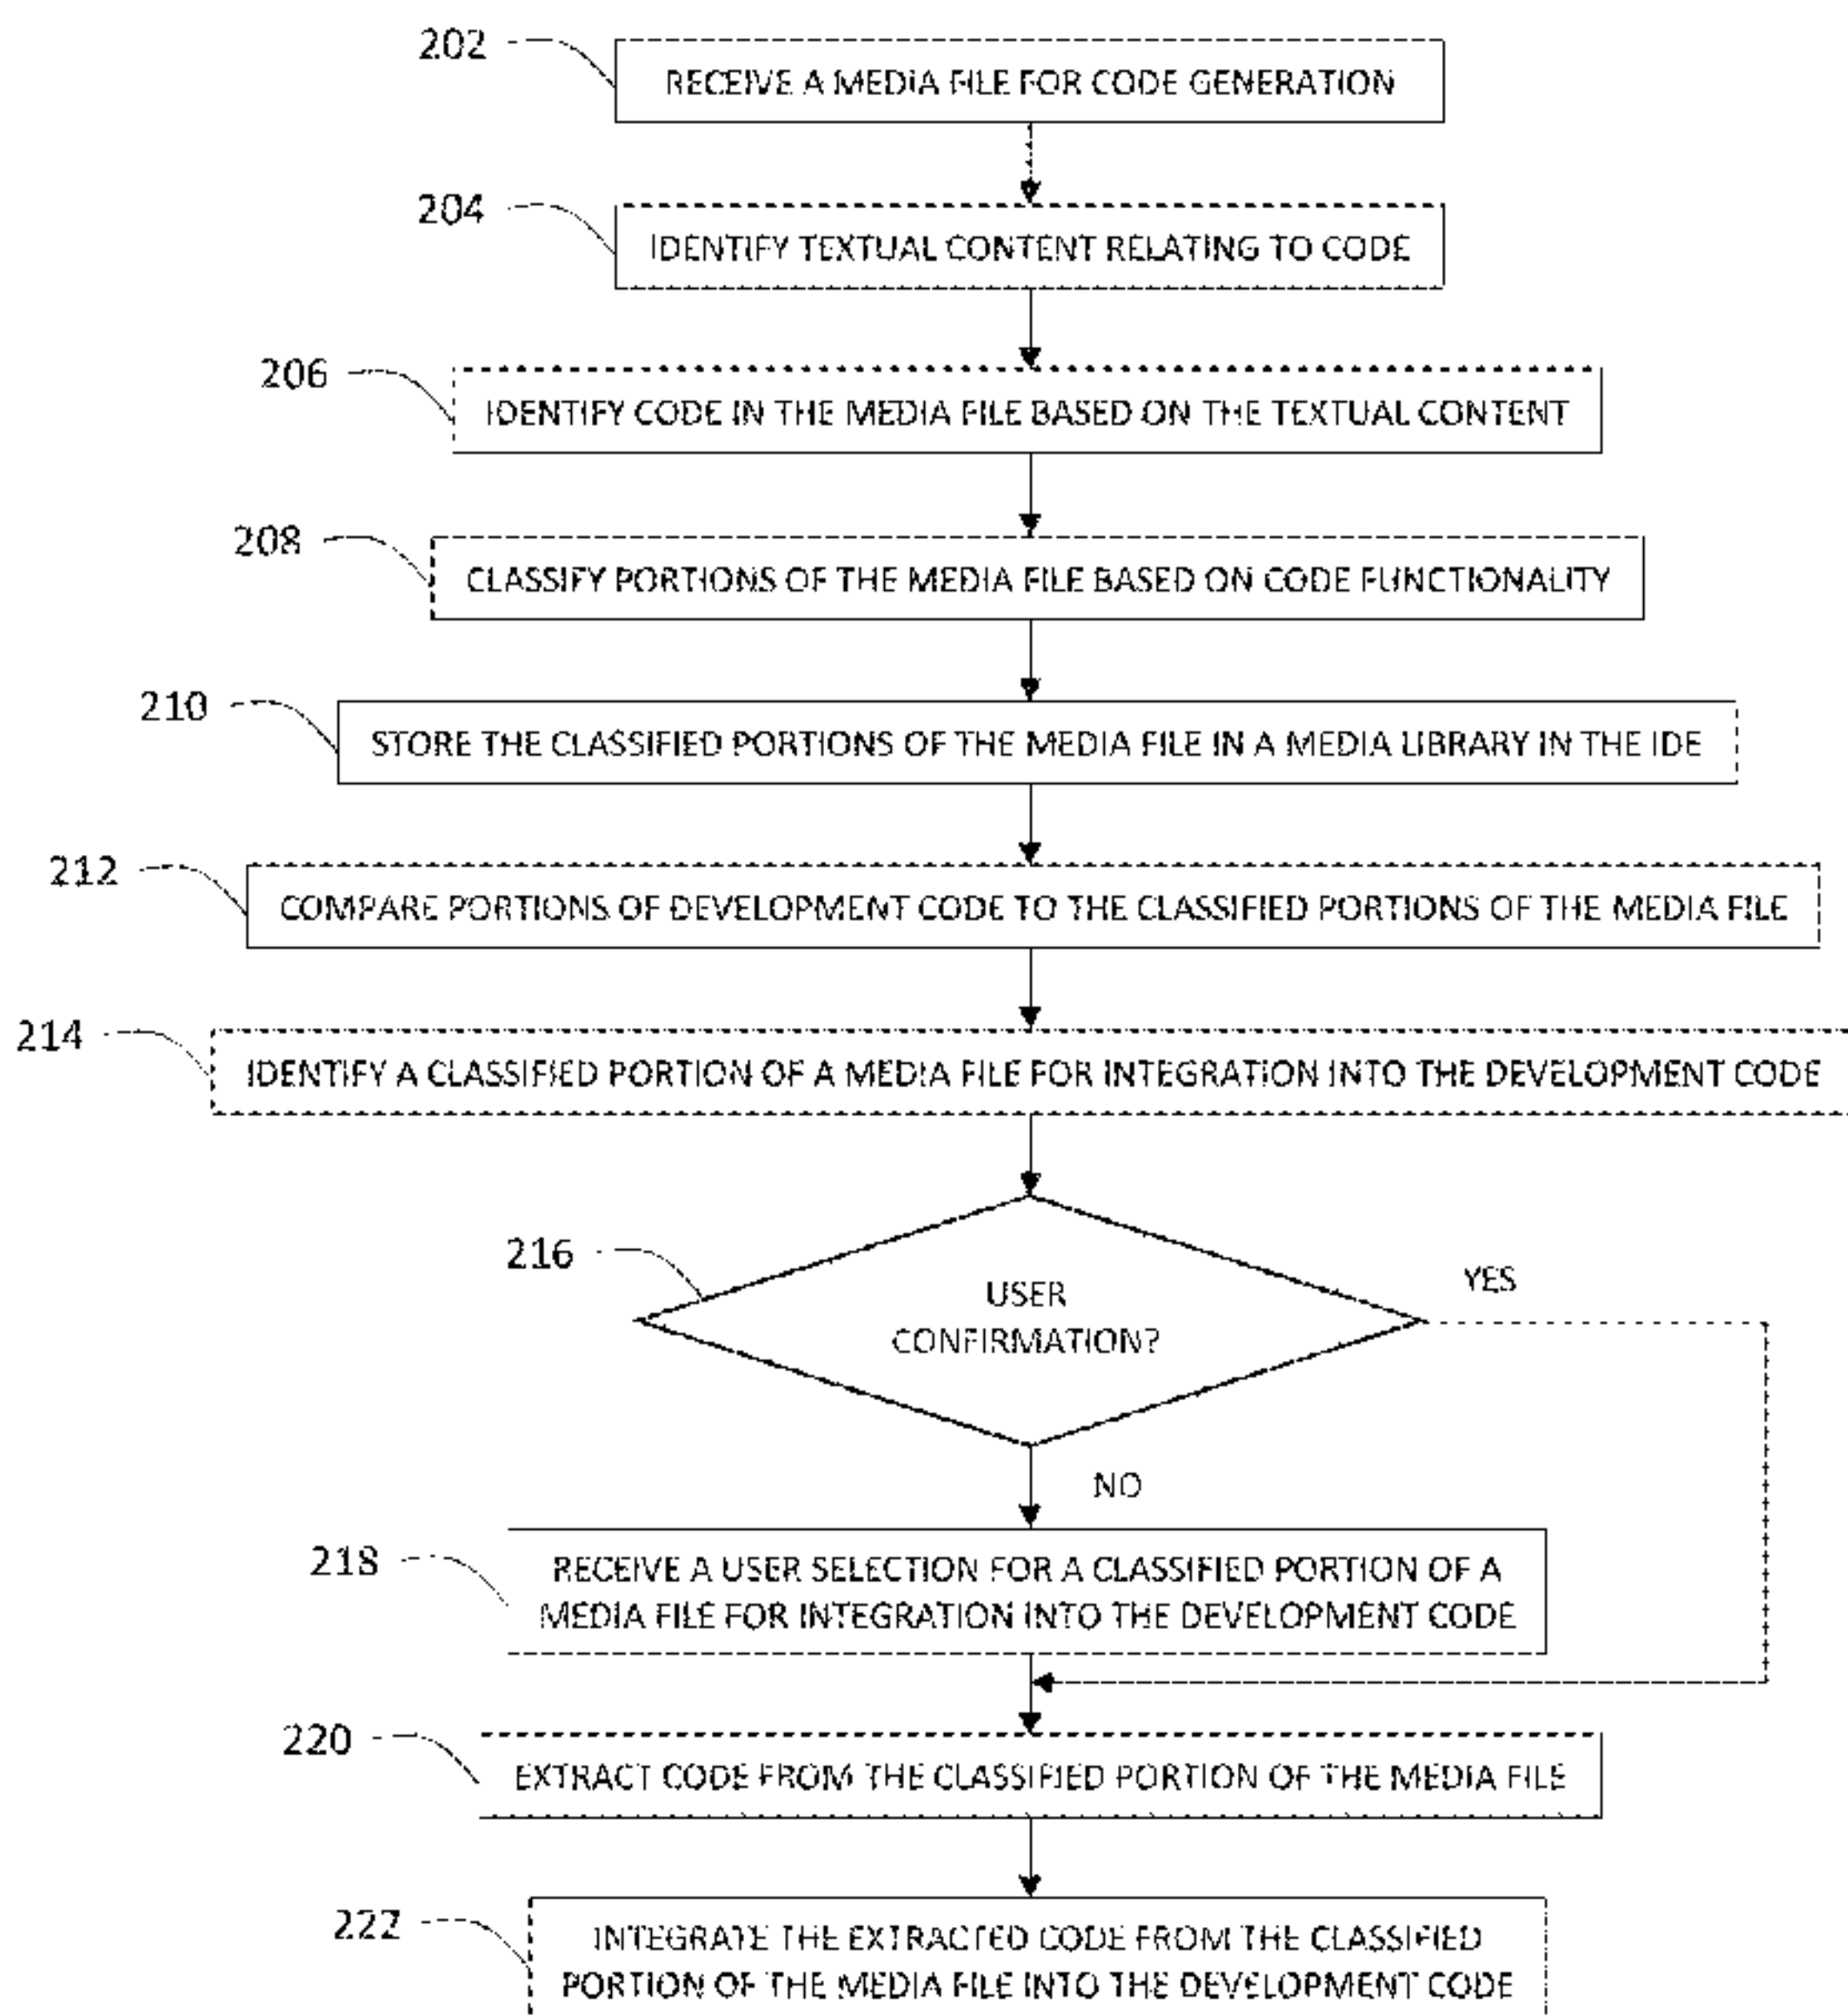 202
RECEIVE A MEDIA FILE FOR CODE GENERATION
204
IDENTIFY TEXTUAL CONTENT RELATING TO CODE
206
IDENTIFY CODE IN THE MEDIA FILE BASED ON THE TEXTUAL CONTENT
208
CLASSIFY PORTIONS OF THE MEDIA FILE BASED ON CODE FUNCTIONALITY
210
STORE THE CLASSIFIED PORTIONS OF THE MEDIA FILE IN A MEDIA LIBRARY IN THE IDE
212
COMPARE PORTIONS OF DEVELOPMENT CODE TO THE CLASSIFIED PORTIONS OF THE MEDIA FILE
214
IDENTIFY A CLASSIFIED PORTION OF A MEDIA FILE FOR INTEGRATION INTO THE DEVELOPMENT CODE
216
USER
CONFIRMATION?
YES
NO
218
RECEIVE A USER SELECTION FOR A CLASSIFIED PORTION OF A
MEDIA FILE FOR INTEGRATION INTO THE DEVELOPMENT CODE
220
EXTRACT CODE FROM THE CLASSIFIED PORTION OF THE MEDIA FILE
222
INTEGRATE THE EXTRACTED CODE FROM THE CLASSIFIED
PORTION OF THE MEDIA FILE INTO THE DEVELOPMENT CODE